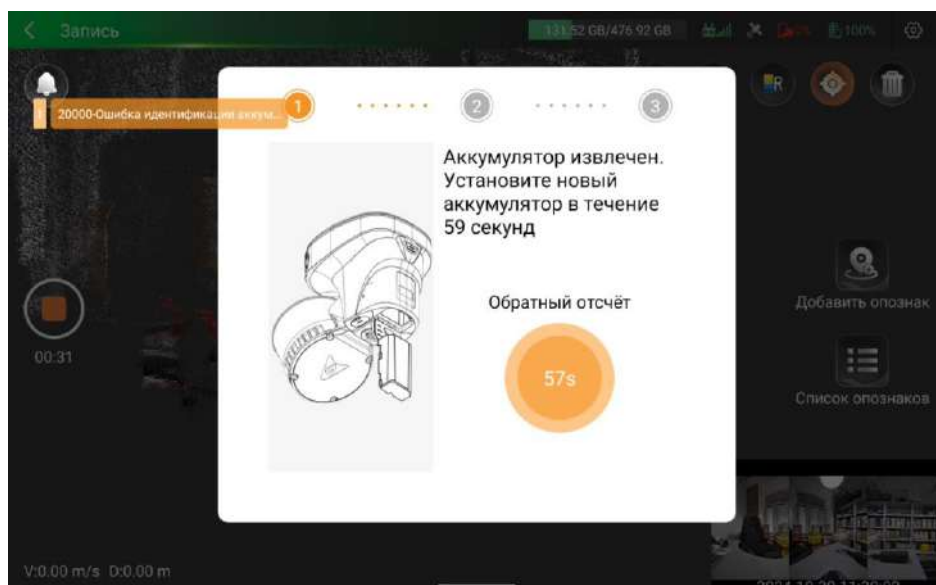 Запись
131.52 GB/476.92 GB
100%
R
1
2
3
20000-Ошибка идентификации аккум...
Аккумулятор извлечен.
Установите новый
аккумулятор в течение
59 секунд
Обратный отсчёт
57s
00:31
Добавить опознак
Список опознаков
V:0.00 m/s D:0.00 m